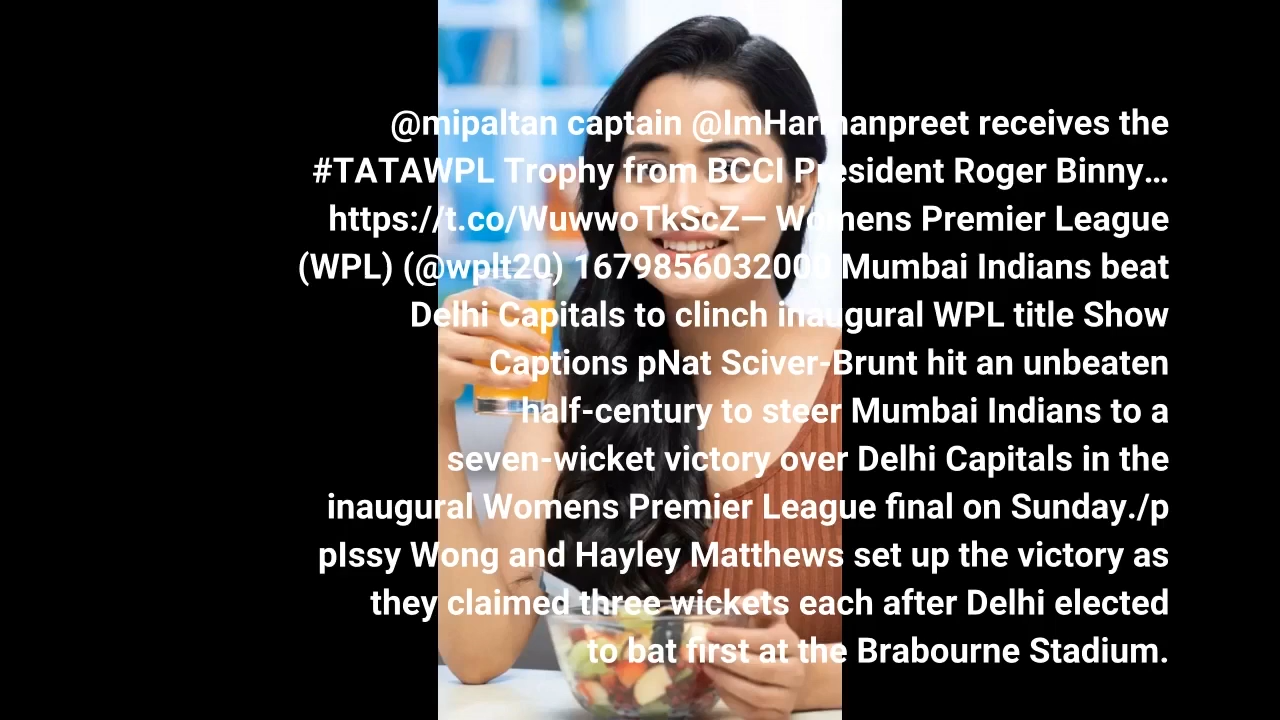 @mipaltan captain @ImHarmanpreet receives the
#TATAWPL Trophy from BCCI President Roger Binny…
https://t.co/WuwwoTkScZ— Womens Premier League
(WPL) (@wplt20) 1679856032000 Mumbai Indians beat
Delhi Capitals to clinch inaugural WPL title Show
Captions pNat Sciver-Brunt hit an unbeaten
half-century to steer Mumbai Indians to a
seven-wicket victory over Delhi Capitals in the
inaugural Womens Premier League final on Sunday./p
pIssy Wong and Hayley Matthews set up the victory as
they claimed three wickets each after Delhi elected
to bat first at the Brabourne Stadium.